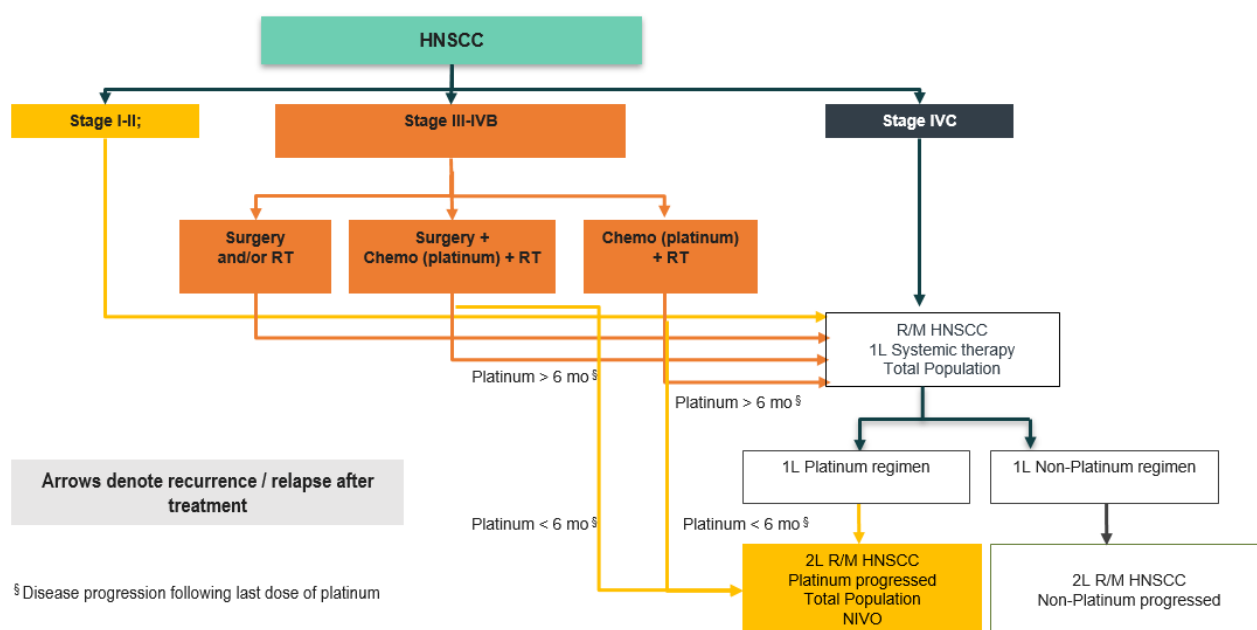 HNSCC
Stage I-II;
Stage III-IVB
Stage IVC
Surgery
and/or RT
Surgery +
Chemo (platinum) + RT
Chemo (platinum)
+ RT
R/M HNSCC
1L Systemic therapy
Total Population
Platinum > 6 mo §
Platinum > 6 mo §
1L Platinum regimen
1L Non-Platinum regimen
Arrows denote recurrence / relapse after
treatment
Platinum < 6 mo §
Platinum < 6 mo §
2L R/M HNSCC
Platinum progressed
Total Population
NIVO
2L R/M HNSCC
Non-Platinum progressed
§ Disease progression following last dose of platinum